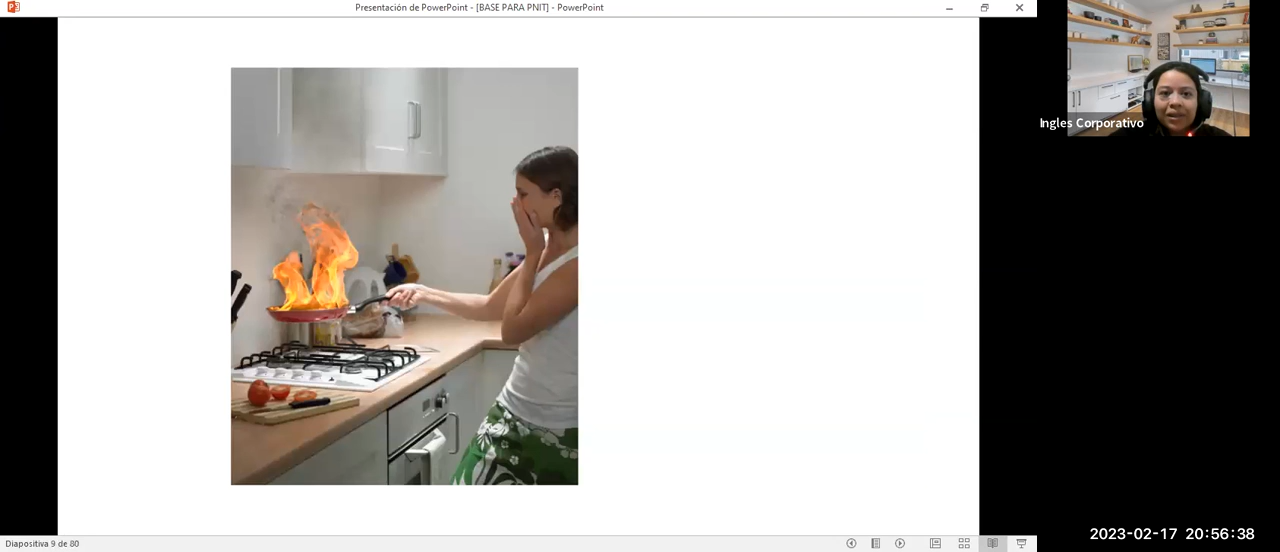 Presentación de PowerPoint - [BASE PARA PNIT] - PowerPoint
Ingles Corporativo
2023-02-17 20:56:38
Diapositiva 9 de 80